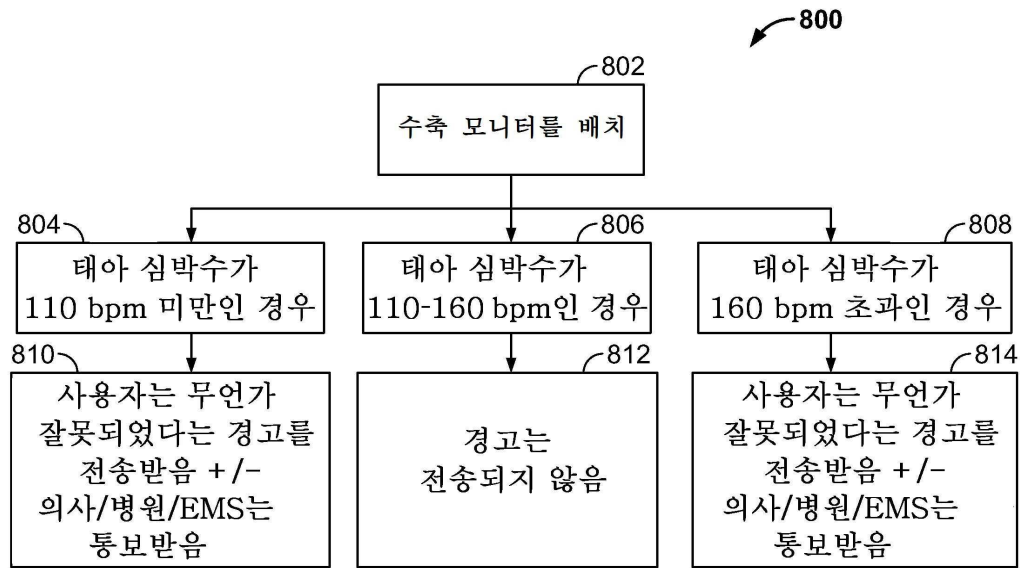 800
802
수축 모니터를 배치
804
태아 심박수가
110 bpm 미만인 경우
806
태아 심박수가
110-160 bpm인 경우
808
태아 심박수가
160 bpm 초과인 경우
810
사용자는 무언가
잘못되었다는 경고를
전송받음 +/-
의사/병원/EMS는
통보받음
812
경고는
전송되지 않음
814
사용자는 무언가
잘못되었다는 경고를
전송받음 +/-
의사/병원/EMS는
통보받음